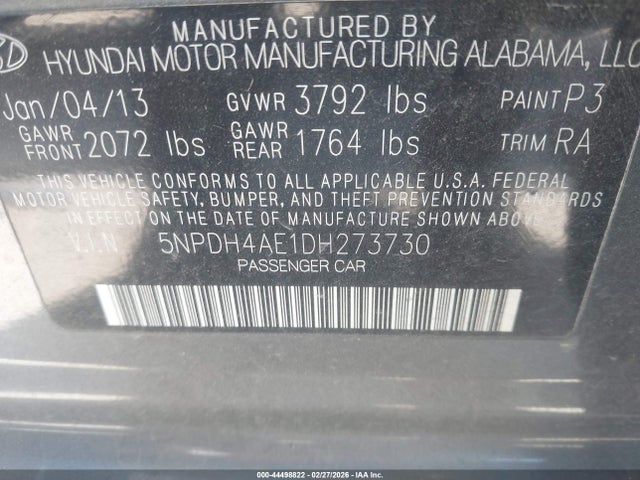 MANUFACTURED BY
HYUNDAI MOTOR MANUFACTURING ALABAMA, LLC
Jan/04/13 GVWR 3792 lbs PAINT P3
GAWR FRONT 2072 lbs GAWR REAR 1764 lbs TRIM RA
THIS VEHICLE CONFORMS TO ALL APPLICABLE U.S.A. FEDERAL
MOTOR VEHICLE SAFETY, BUMPER, AND THEFT PREVENTION STANDARDS
IN EFFECT ON THE DATE OF MANUFACTURE SHOWN ABOVE
V.I.N 5NPDH4AE1DH273730
PASSENGER CAR
000-44498822 - 02/27/2026 - IAA Inc.